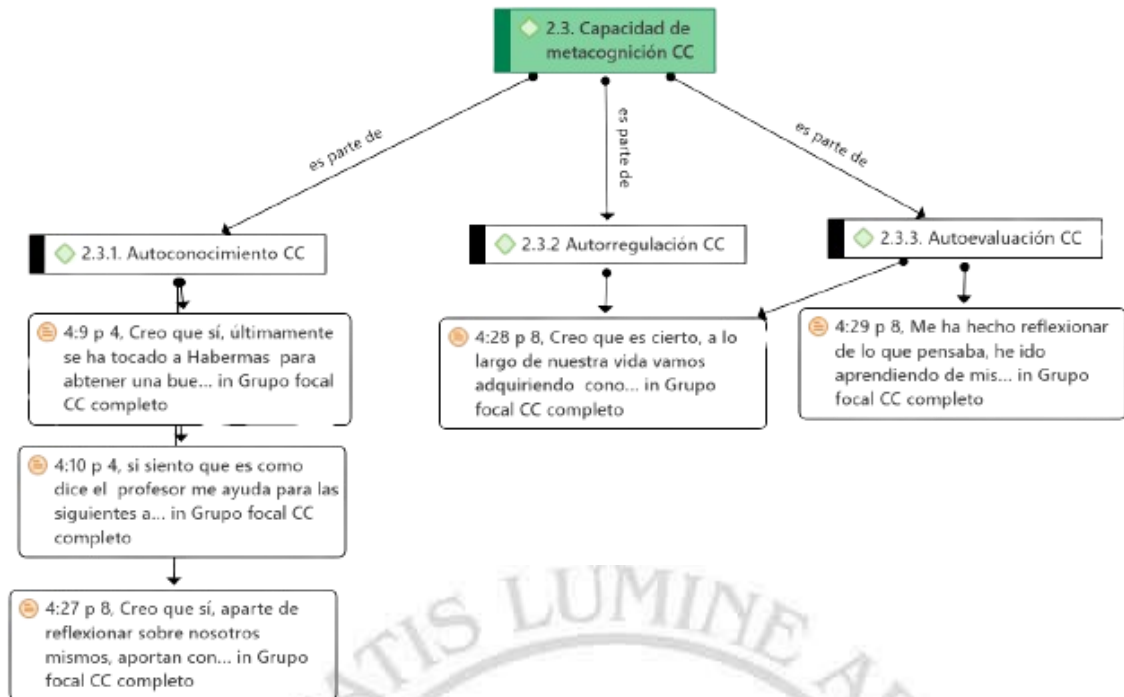 2.3. Capacidad de
metacognición CC
es parte de
es parte de
es parte de
2.3.1. Autoconocimiento CC
2.3.2 Autorregulación CC
2.3.3. Autoevaluación CC
4:9 p 4, Creo que sí, últimamente
se ha tocado a Habermas para
abtener una bue... in Grupo focal
CC completo
4:28 p 8, Creo que es cierto, a lo
largo de nuestra vida vamos
adquiriendo cono... in Grupo
focal CC completo
4:29 p 8, Me ha hecho reflexionar
de lo que pensaba, he ido
aprendiendo de mis... in Grupo
focal CC completo
4:10 p 4, si siento que es como
dice el profesor me ayuda para las
siguientes a... in Grupo focal CC
completo
4:27 p 8, Creo que sí, aparte de
reflexionar sobre nosotros
mismos, aportan con... in Grupo
focal CC completo
ATIS LUMINE A